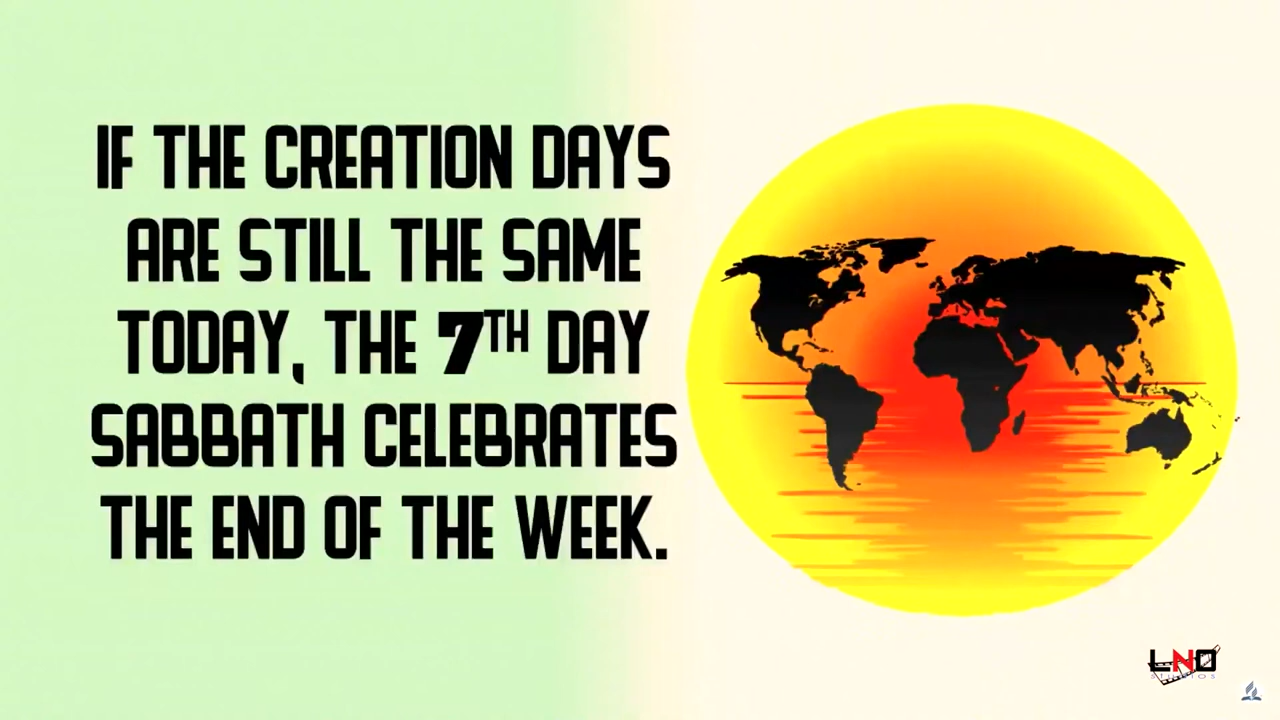 IF THE CREATION DAYS
ARE STILL THE SAME
TODAY, THE 7TH DAY
SABBATH CELEBRATES
THE END OF THE WEEK.
LNO
STUDIOS